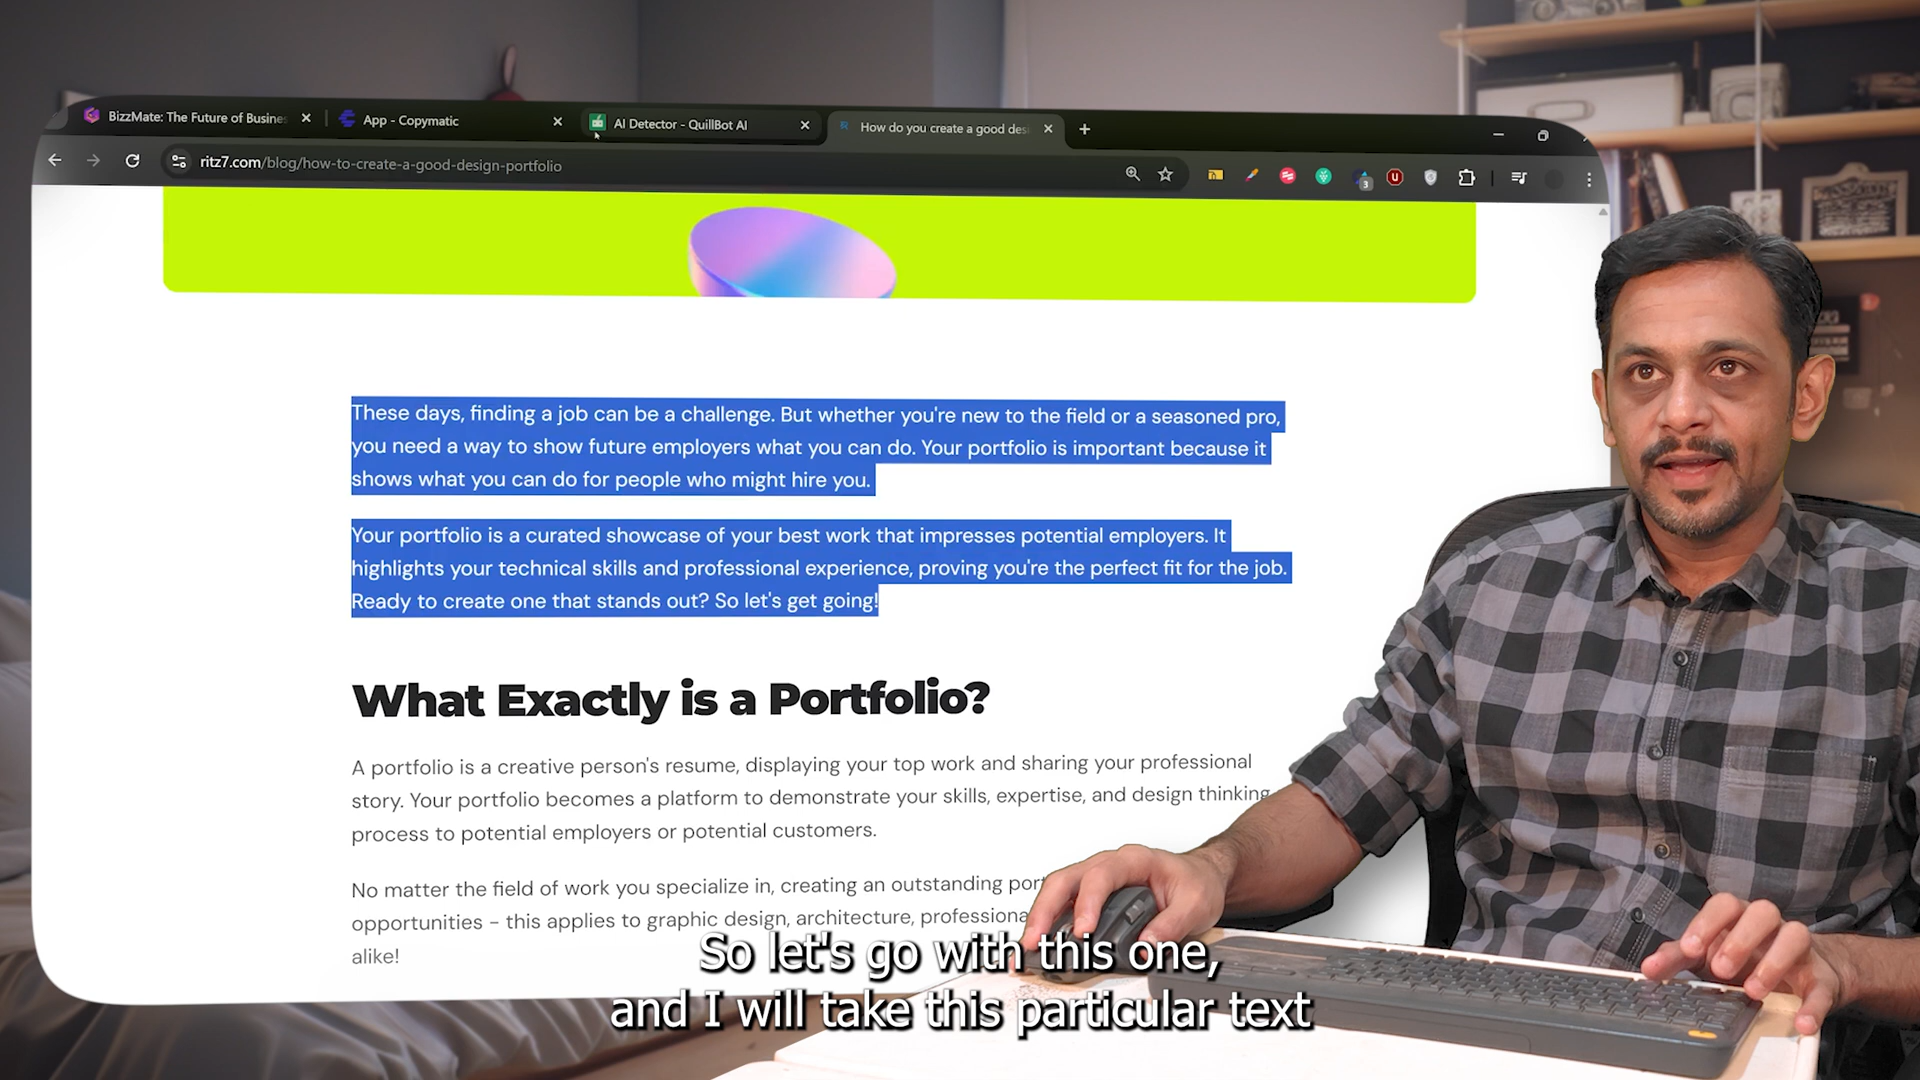 BizzMate: The Future of Busines
App - Copymatic
AI Detector - QuillBot AI
How do you create a good des
ritz7.com/blog/how-to-create-a-good-design-portfolio
3
These days, finding a job can be a challenge. But whether you're new to the field or a seasoned pro,
you need a way to show future employers what you can do. Your portfolio is important because it
shows what you can do for people who might hire you.
Your portfolio is a curated showcase of your best work that impresses potential employers. It
highlights your technical skills and professional experience, proving you're the perfect fit for the job.
Ready to create one that stands out? So let's get going!
What Exactly is a Portfolio?
A portfolio is a creative person's resume, displaying your top work and sharing your professional
story. Your portfolio becomes a platform to demonstrate your skills, expertise, and design thinking
process to potential employers or potential customers.
No matter the field of work you specialize in, creating an outstanding
opportunities – this applies to graphic design, architecture,
alike!
So let's go with this one,
and I will take this particular text